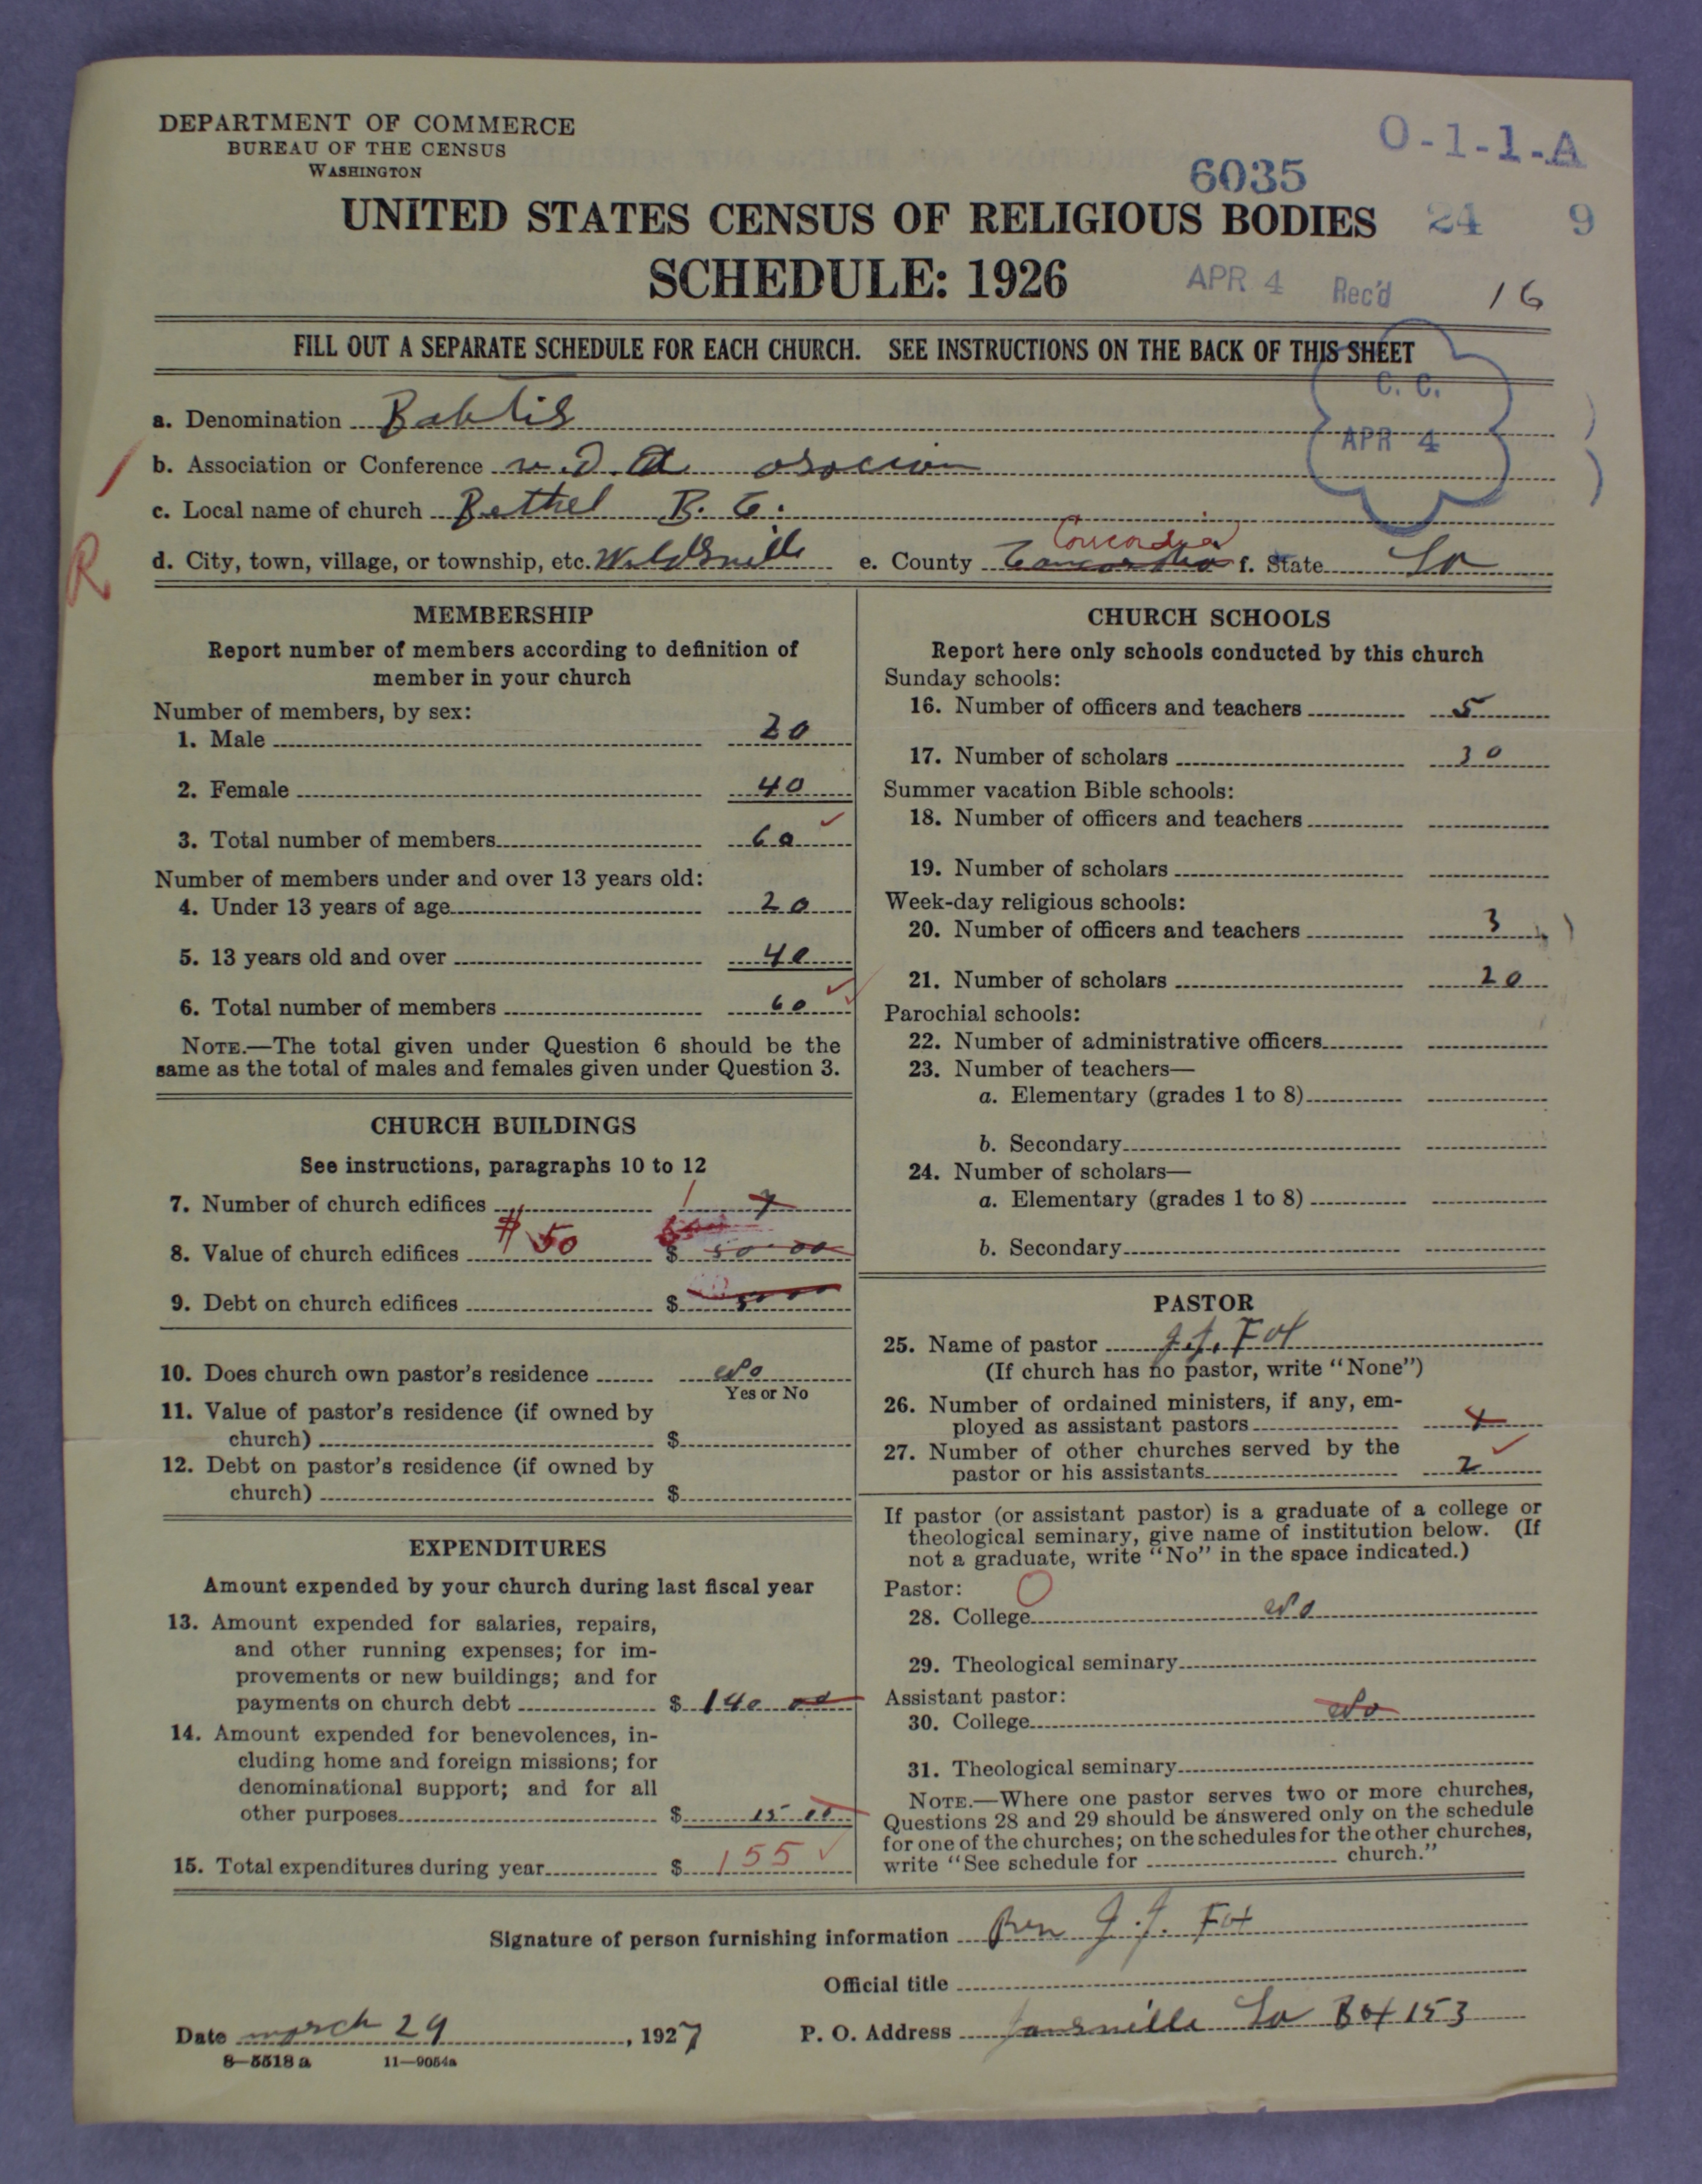 DEPARTMENT OF COMMERCE
BUREAU OF THE CENSUS
WASHINGTON
O-1-1-A
6035
UNITED STATES CENSUS OF RELIGIOUS BODIES
24 9
SCHEDULE: 1926
APR 4 Rec'd 16
FILL OUT A SEPARATE SCHEDULE FOR EACH CHURCH. SEE INSTRUCTIONS ON THE BACK OF THIS SHEET
C. C.
APR 4
a. Denomination Babtis
b. Association or Conference
c. Local name of church Bethel B. C.
R
Concordia
d. City, town, village, or township, etc. Wildsville e. County f. State La
MEMBERSHIP
Report number of members according to definition of
member in your church
Number of members, by sex:
1. Male 20
2. Female 40
3. Total number of members 60
Number of members under and over 13 years old:
4. Under 13 years of age 20
5. 13 years old and over 40
6. Total number of members 60
NOTE.—The total given under Question 6 should be the
same as the total of males and females given under Question 3.
CHURCH BUILDINGS
See instructions, paragraphs 10 to 12
7. Number of church edifices 1
8. Value of church edifices $50 $ 50 00
9. Debt on church edifices $
10. Does church own pastor's residence No
Yes or No
11. Value of pastor's residence (if owned by
church) $
12. Debt on pastor's residence (if owned by
church) $
EXPENDITURES
Amount expended by your church during last fiscal year
13. Amount expended for salaries, repairs,
and other running expenses; for im-
provements or new buildings; and for
payments on church debt $ 140 00
14. Amount expended for benevolences, in-
cluding home and foreign missions; for
denominational support; and for all
other purposes $ 15 00
15. Total expenditures during year $ 155
CHURCH SCHOOLS
Report here only schools conducted by this church
Sunday schools:
16. Number of officers and teachers 5
17. Number of scholars 30
Summer vacation Bible schools:
18. Number of officers and teachers
19. Number of scholars
Week-day religious schools:
20. Number of officers and teachers 3
21. Number of scholars 20
Parochial schools:
22. Number of administrative officers
23. Number of teachers—
a. Elementary (grades 1 to 8)
b. Secondary
24. Number of scholars—
a. Elementary (grades 1 to 8)
b. Secondary
PASTOR
25. Name of pastor J. J. Fox
(If church has no pastor, write "None")
26. Number of ordained ministers, if any, em-
ployed as assistant pastors
27. Number of other churches served by the
pastor or his assistants 2
If pastor (or assistant pastor) is a graduate of a college or
theological seminary, give name of institution below. (If
not a graduate, write "No" in the space indicated.)
Pastor: O
28. College No
29. Theological seminary
Assistant pastor:
30. College No
31. Theological seminary
NOTE.—Where one pastor serves two or more churches,
Questions 28 and 29 should be answered only on the schedule
for one of the churches; on the schedules for the other churches,
write "See schedule for church."
Signature of person furnishing information Rev J. J. Fox
Official title
Date march 29, 1927 P. O. Address La Box 153
8—5518 a 11—9054a